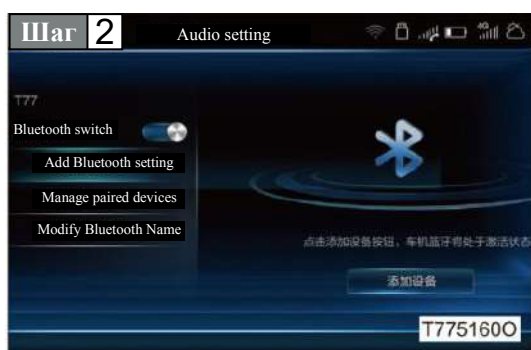 Шаг 2 Audio setting 4G
T77
Bluetooth switch
Add Bluetooth setting
Manage paired devices
Modify Bluetooth Name
点击添加设备按钮，车机蓝牙将处于激活状态
添加设备
T775160O